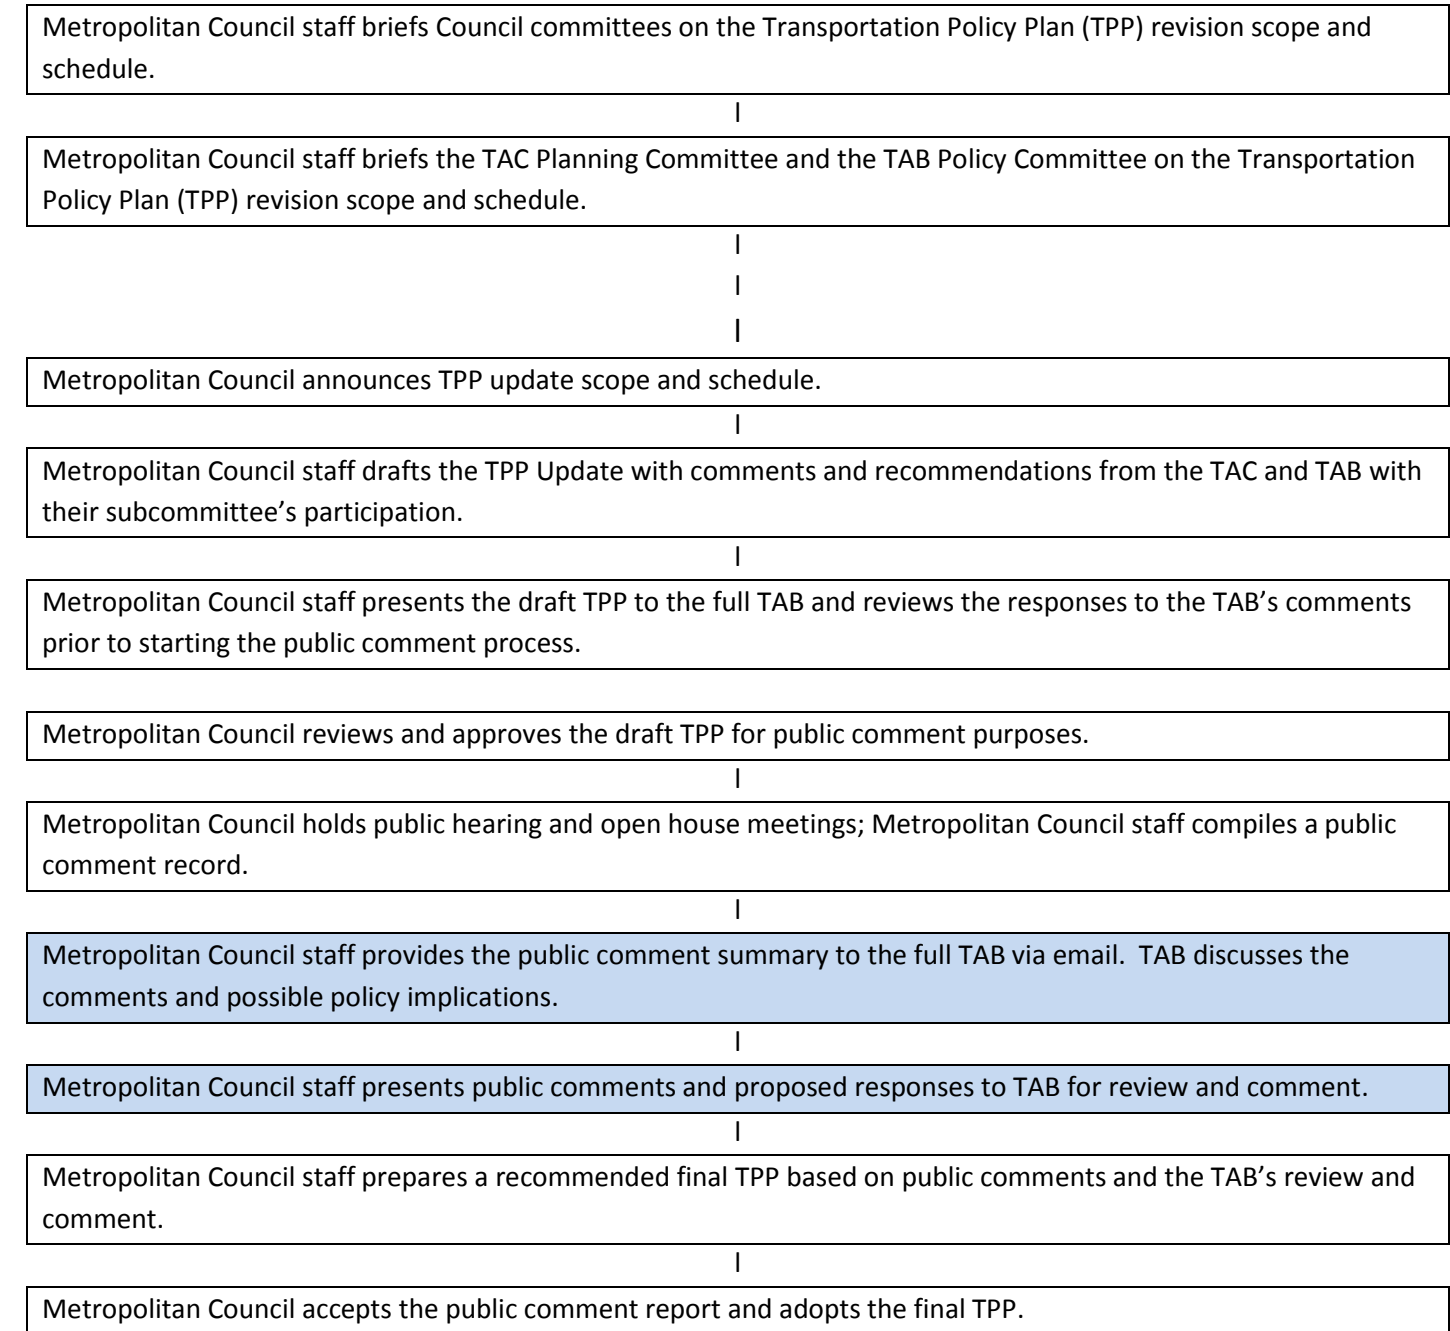 Metropolitan Council staff briefs Council committees on the Transportation Policy Plan (TPP) revision scope and
schedule.
Metropolitan Council staff briefs the TAC Planning Committee and the TAB Policy Committee on the Transportation
Policy Plan (TPP) revision scope and schedule.
Metropolitan Council announces TPP update scope and schedule.
Metropolitan Council staff drafts the TPP Update with comments and recommendations from the TAC and TAB with
their subcommittee’s participation.
Metropolitan Council staff presents the draft TPP to the full TAB and reviews the responses to the TAB’s comments
prior to starting the public comment process.
Metropolitan Council reviews and approves the draft TPP for public comment purposes.
Metropolitan Council holds public hearing and open house meetings; Metropolitan Council staff compiles a public
comment record.
Metropolitan Council staff provides the public comment summary to the full TAB via email.  TAB discusses the
comments and possible policy implications.
Metropolitan Council staff presents public comments and proposed responses to TAB for review and comment.
Metropolitan Council staff prepares a recommended final TPP based on public comments and the TAB’s review and
comment.
Metropolitan Council accepts the public comment report and adopts the final TPP.